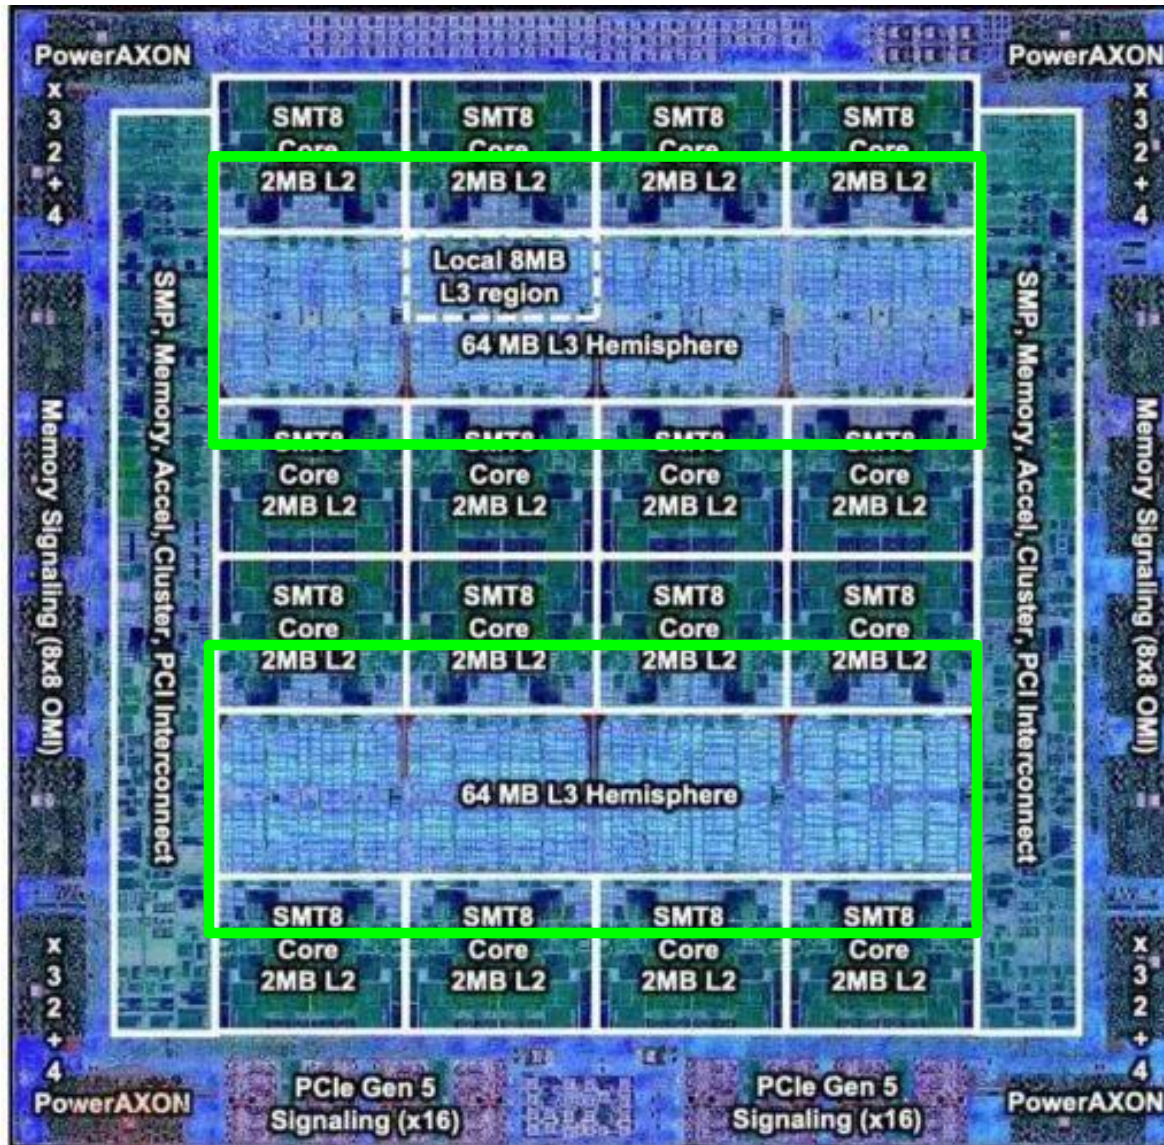 PowerAXON
PowerAXON
x
3
2
+
4
x
3
2
+
4
SMT8
Core
2MB L2
SMT8
Core
2MB L2
SMT8
Core
2MB L2
SMT8
Core
2MB L2
Local 8MB
L3 region
64 MB L3 Hemisphere
SMP, Memory, Accel, Cluster, PCI Interconnect
SMP, Memory, Accel, Cluster, PCI Interconnect
Memory Signaling (8x8 OMI)
Memory Signaling (8x8 OMI)
SMT8
Core
2MB L2
SMT8
Core
2MB L2
SMT8
Core
2MB L2
SMT8
Core
2MB L2
SMT8
Core
2MB L2
SMT8
Core
2MB L2
SMT8
Core
2MB L2
SMT8
Core
2MB L2
64 MB L3 Hemisphere
SMT8
Core
2MB L2
SMT8
Core
2MB L2
SMT8
Core
2MB L2
SMT8
Core
2MB L2
x
3
2
+
4
x
3
2
+
4
PowerAXON
PCIe Gen 5
Signaling (x16)
PCIe Gen 5
Signaling (x16)
PowerAXON